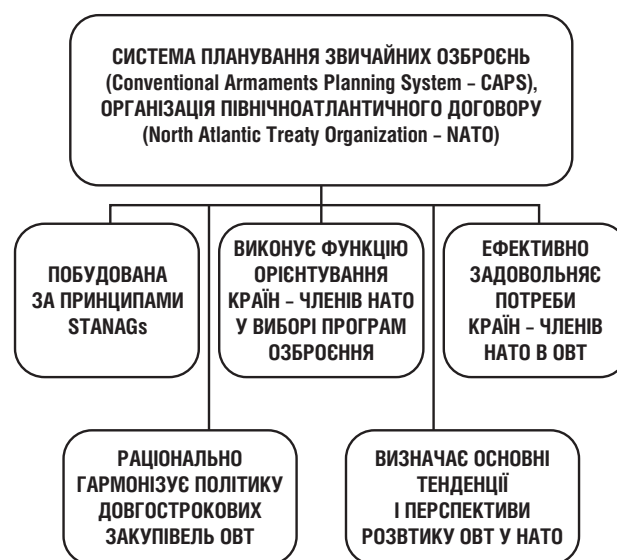 СИСТЕМА ПЛАНУВАННЯ ЗВИЧАЙНИХ ОЗБРОЄНЬ
(Conventional Armaments Planning System – CAPS),
ОРГАНІЗАЦІЯ ПІВНІЧНОАТЛАНТИЧНОГО ДОГОВОРУ
(North Atlantic Treaty Organization – NATO)
ПОБУДОВАНА
ЗА ПРИНЦИПАМИ
STANAGs
ВИКОНУЄ ФУНКЦІЮ
ОРІЄНТУВАННЯ
КРАЇН – ЧЛЕНІВ НАТО
У ВИБОРІ ПРОГРАМ
ОЗБРОЄННЯ
ЕФЕКТИВНО
ЗАДОВОЛЬНЯЄ
ПОТРЕБИ
КРАЇН – ЧЛЕНІВ
НАТО В ОВТ
РАЦІОНАЛЬНО
ГАРМОНІЗУЄ ПОЛІТИКУ
ДОВГОСТРОКОВИХ
ЗАКУПІВЕЛЬ ОВТ
ВИЗНАЧАЄ ОСНОВНІ
ТЕНДЕНЦІЇ
І ПЕРСПЕКТИВИ
РОЗВТИКУ ОВТ У НАТО